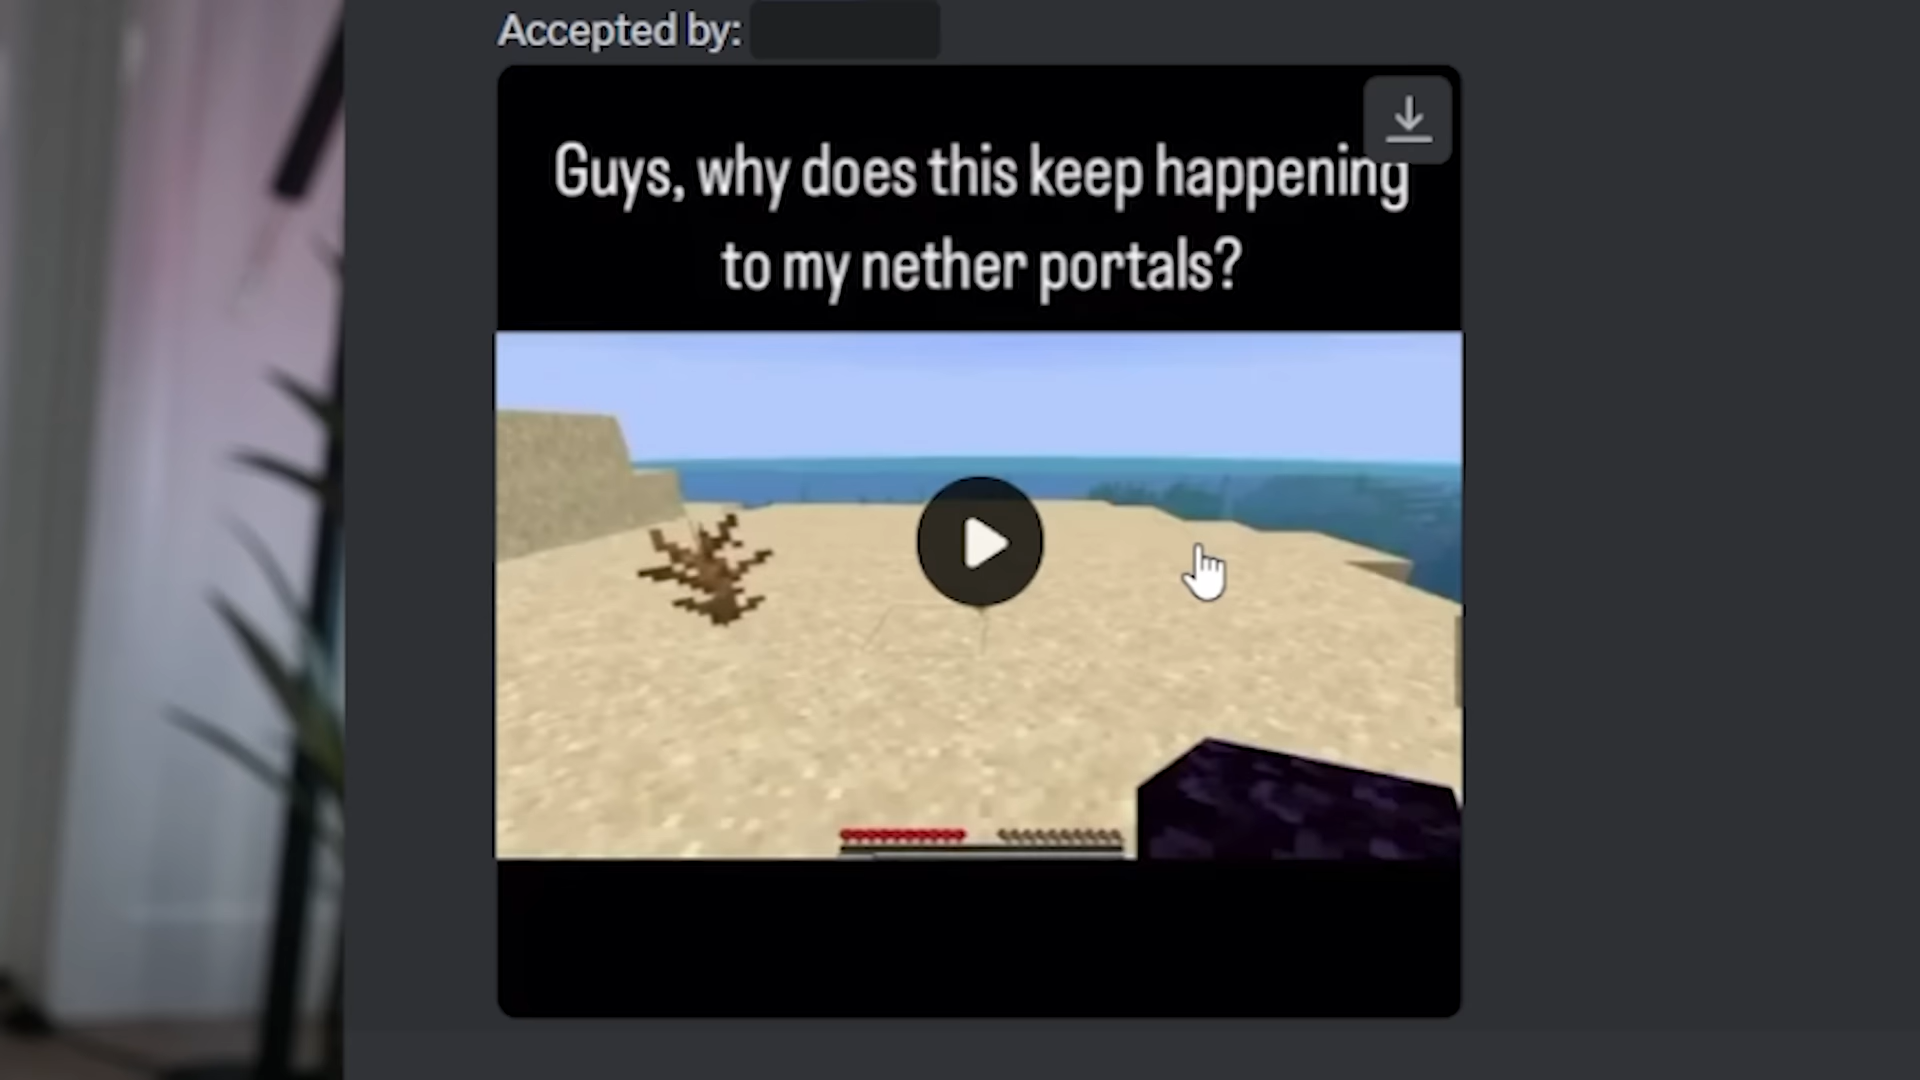 Accepted by:
Guys, why does this keep happening
to my nether portals?